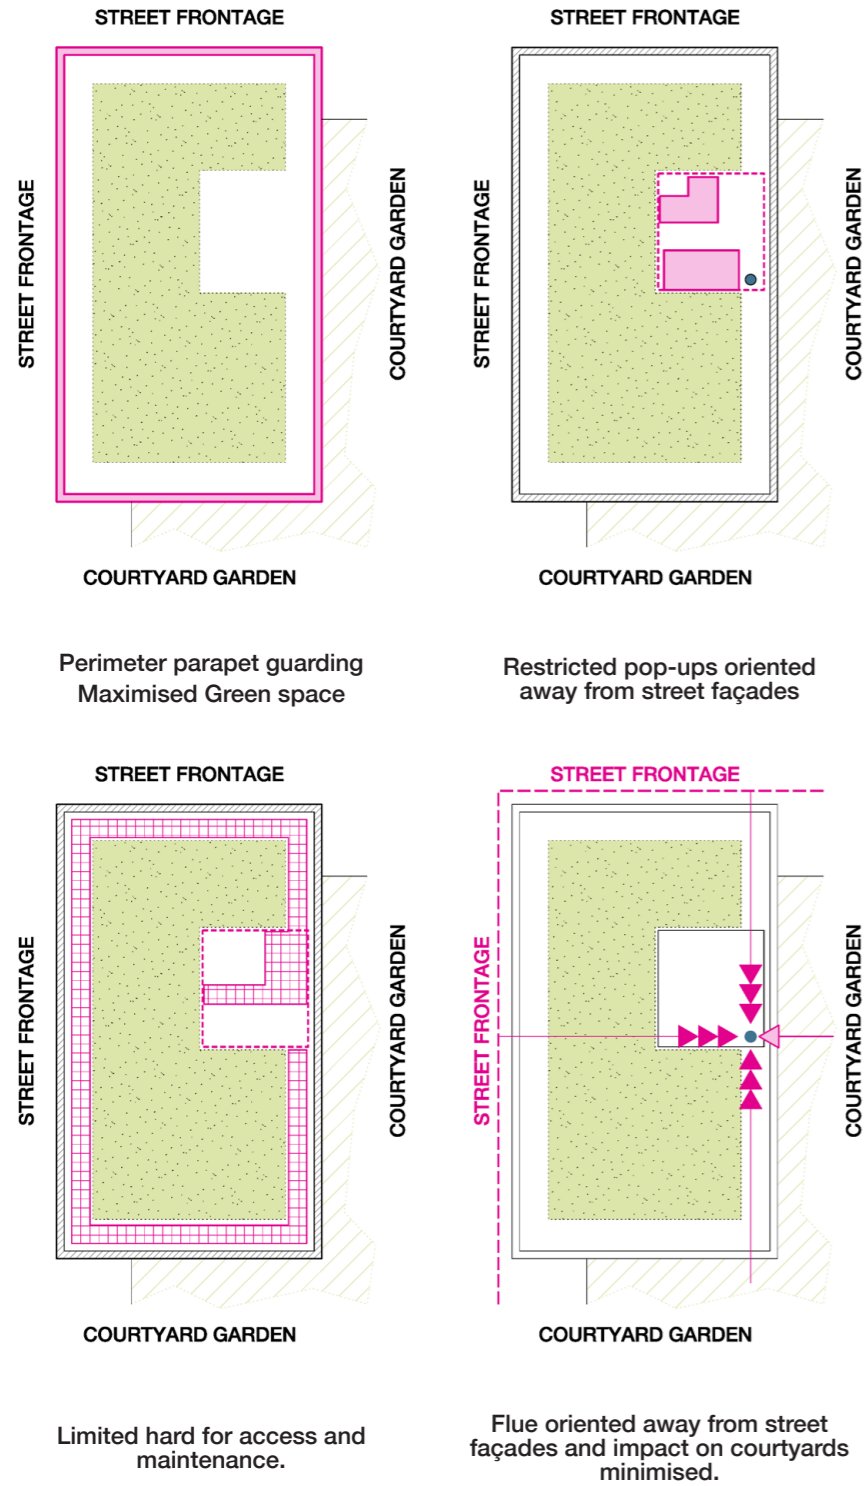 STREET FRONTAGE
STREET FRONTAGE
COURTYARD GARDEN
COURTYARD GARDEN
Perimeter parapet guarding
Maximised Green space
STREET FRONTAGE
STREET FRONTAGE
COURTYARD GARDEN
COURTYARD GARDEN
Restricted pop-ups oriented
away from street façades
STREET FRONTAGE
STREET FRONTAGE
COURTYARD GARDEN
COURTYARD GARDEN
Limited hard for access and
maintenance.
STREET FRONTAGE
STREET FRONTAGE
COURTYARD GARDEN
COURTYARD GARDEN
Flue oriented away from street
façades and impact on courtyards
minimised.